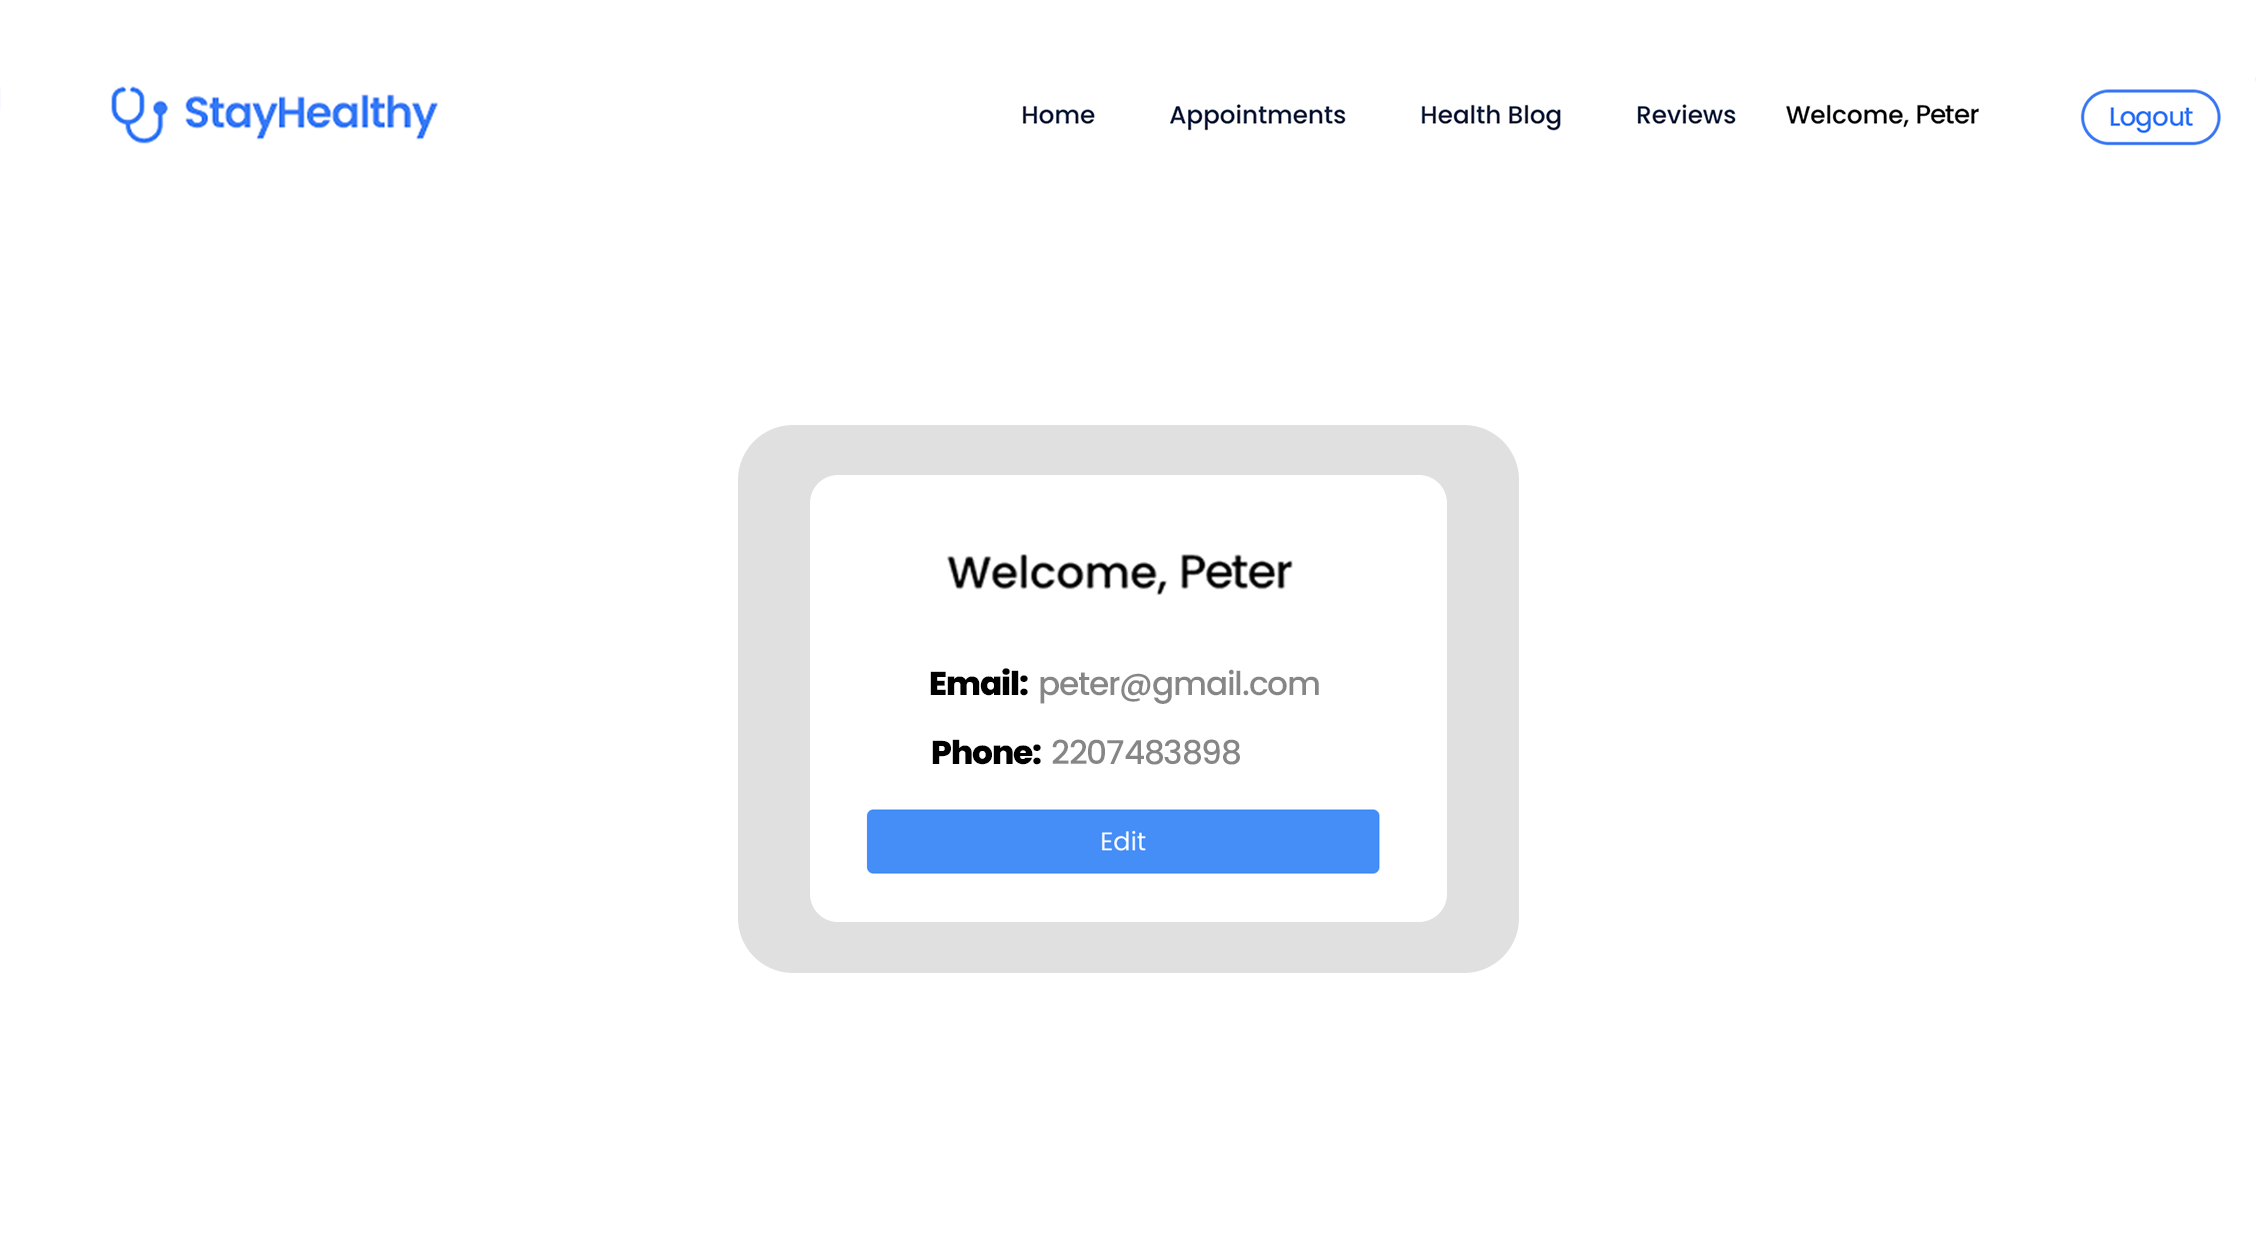 StayHealthy Home Appointments Health Blog Reviews Welcome, Peter Logout
Welcome, Peter
Email: peter@gmail.com
Phone: 2207483898
Edit